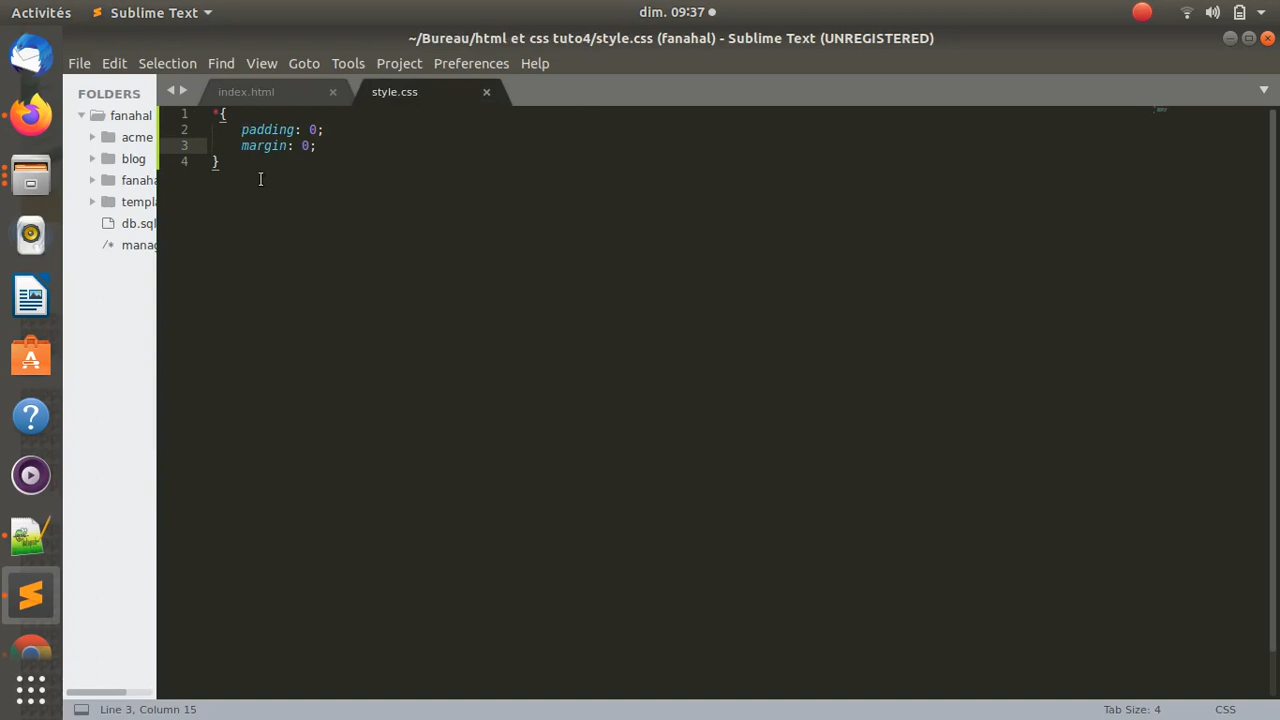 Activités
Sublime Text
dim. 09:37
~/Bureau/html et css tuto4/style.css (fanahal) - Sublime Text (UNREGISTERED)
File Edit Selection Find View Goto Tools Project Preferences Help
FOLDERS
fanahal
acme
blog
fanaha
templa
db.sql
manag
index.html
style.css
1 *{
2 padding: 0;
3 margin: 0;
4 }
Line 3, Column 15
Tab Size: 4
CSS